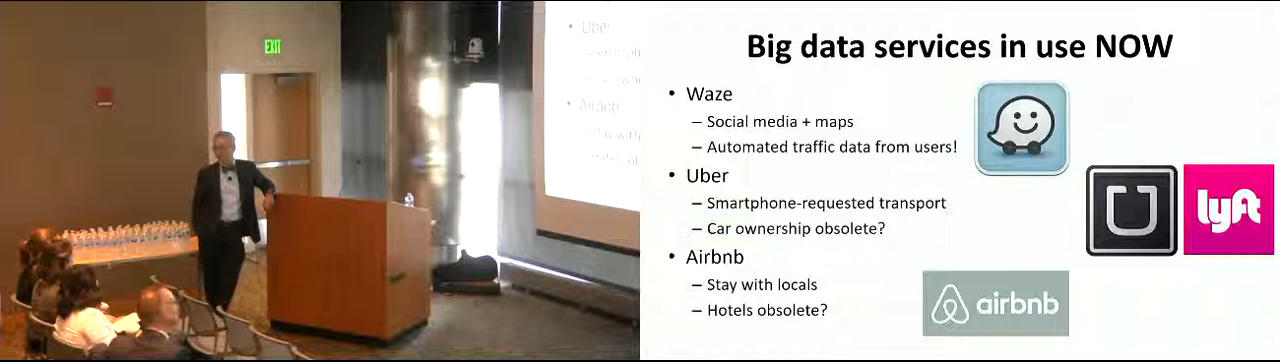 EXIT
Uber
Airbnb
Big data services in use NOW
• Waze
– Social media + maps
– Automated traffic data from users!
• Uber
– Smartphone-requested transport
– Car ownership obsolete?
• Airbnb
– Stay with locals
– Hotels obsolete?
U
lyft
airbnb